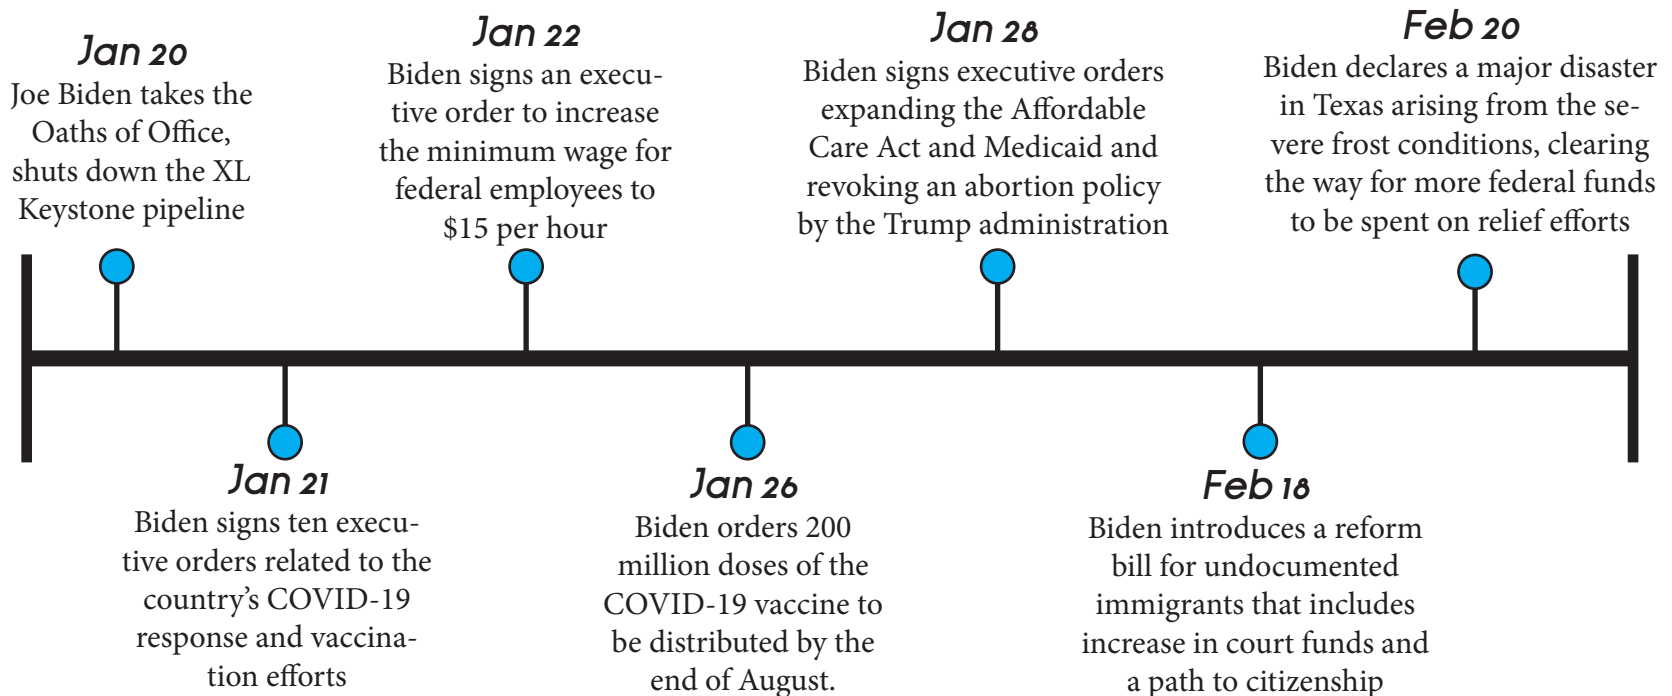 Jan 20
Joe Biden takes the
Oaths of Office,
shuts down the XL
Keystone pipeline
Jan 22
Biden signs an execu-
tive order to increase
the minimum wage for
federal employees to
$15 per hour
Jan 28
Biden signs executive orders
expanding the Affordable
Care Act and Medicaid and
revoking an abortion policy
by the Trump administration
Feb 20
Biden declares a major disaster
in Texas arising from the se-
vere frost conditions, clearing
the way for more federal funds
to be spent on relief efforts
Jan 21
Biden signs ten execu-
tive orders related to the
country’s COVID-19
response and vaccina-
tion efforts
Jan 26
Biden orders 200
million doses of the
COVID-19 vaccine to
be distributed by the
end of August.
Feb 18
Biden introduces a reform
bill for undocumented
immigrants that includes
increase in court funds and
a path to citizenship